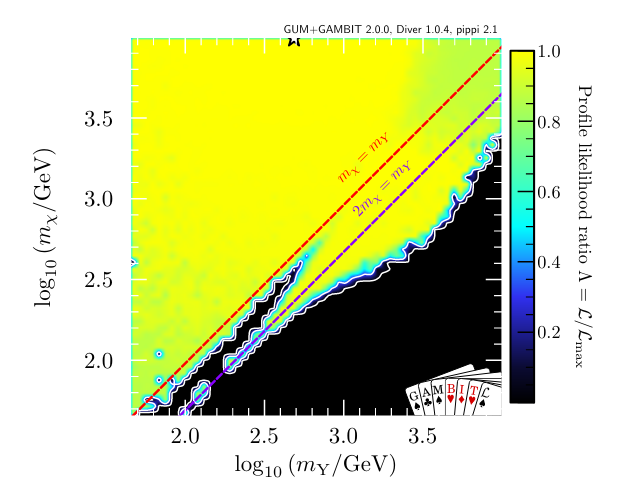 GUM+GAMBIT 2.0.0, Diver 1.0.4, pippi 2.1
1.0
0.8
0.6
0.4
0.2
Profile likelihood ratio Λ = ℒ/ℒmax
3.5
3.0
2.5
2.0
log₁₀ (mχ/GeV)
mχ = mY
2mχ = mY
G A M B I T ℒ
2.0 2.5 3.0 3.5
log₁₀ (mY/GeV)